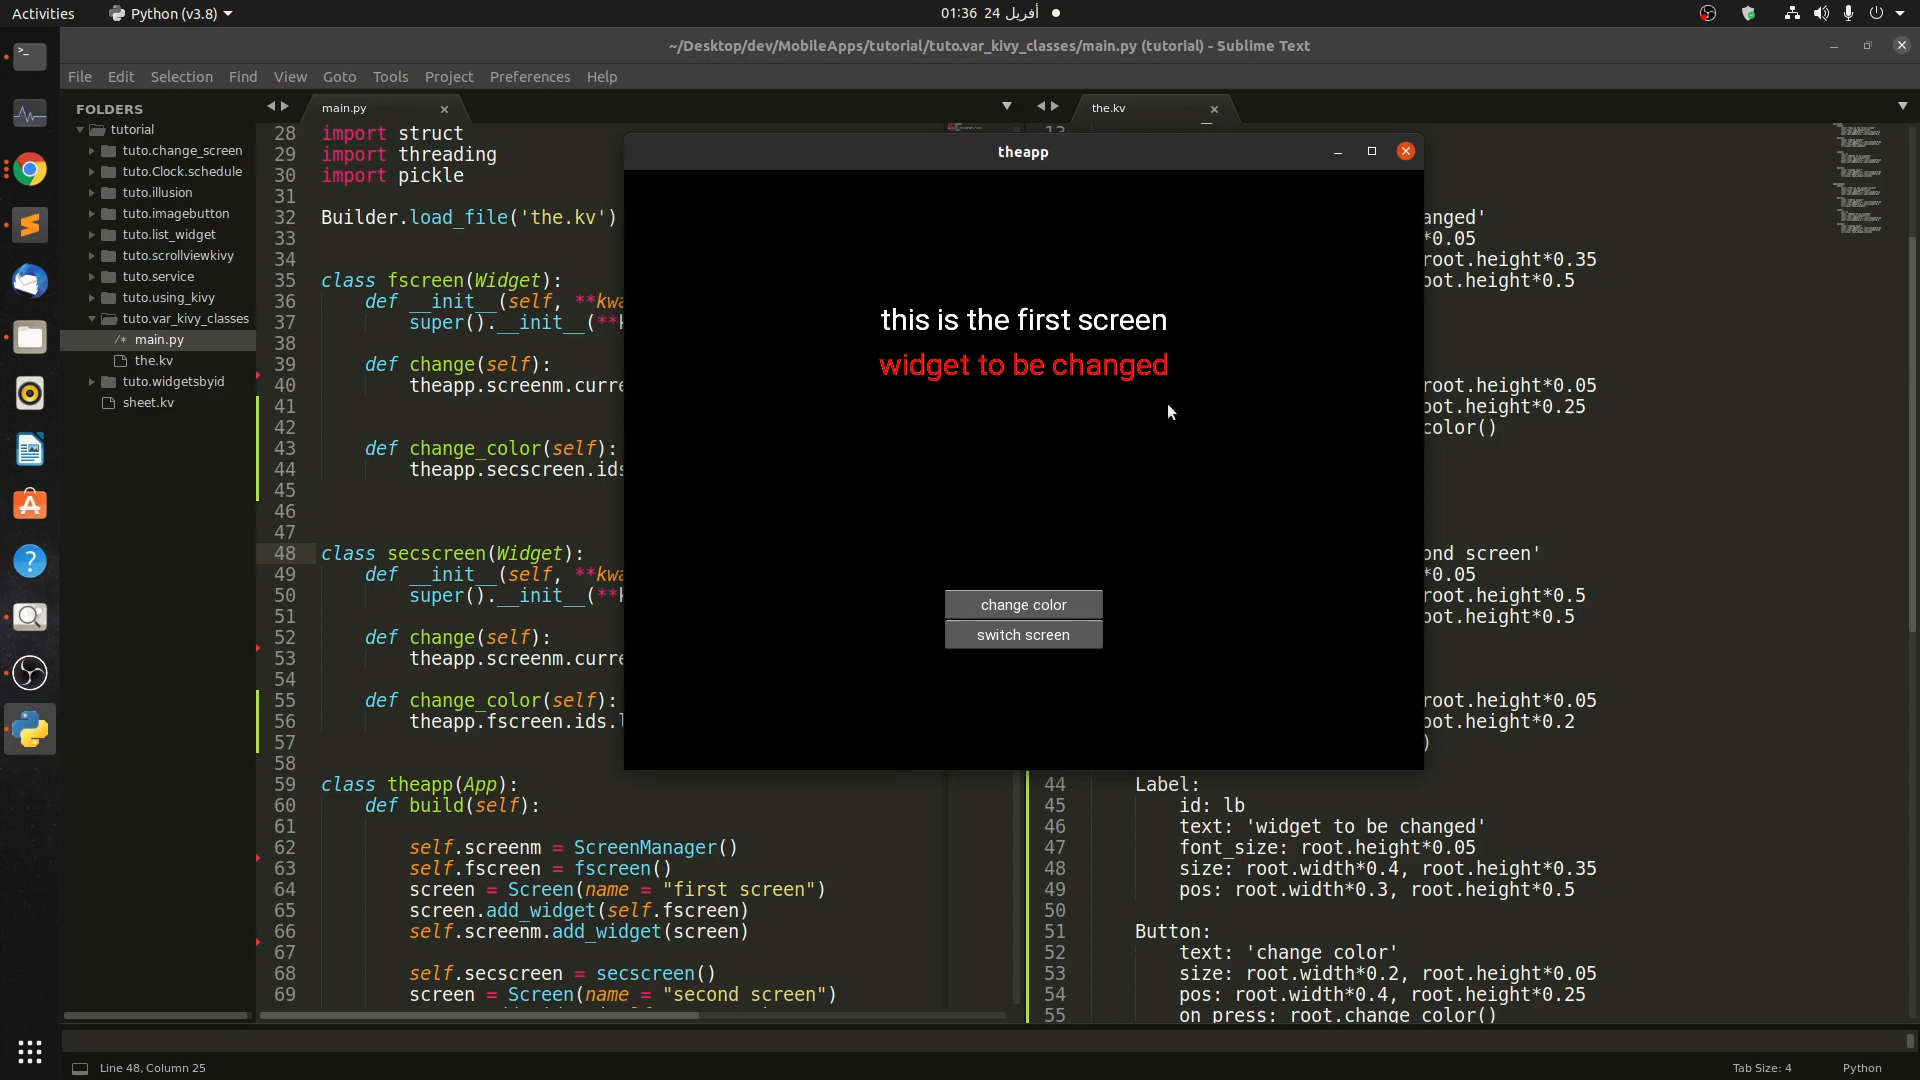 Activities
Python (v3.8)
01:36 24 أفريل
~/Desktop/dev/MobileApps/tutorial/tuto.var_kivy_classes/main.py (tutorial) - Sublime Text
File Edit Selection Find View Goto Tools Project Preferences Help
FOLDERS
tutorial
tuto.change_screen
tuto.Clock.schedule
tuto.illusion
tuto.imagebutton
tuto.list_widget
tuto.scrollviewkivy
tuto.service
tuto.using_kivy
tuto.var_kivy_classes
main.py
the.kv
tuto.widgetsbyid
sheet.kv
main.py
28 import struct
29 import threading
30 import pickle
31
32 Builder.load_file('the.kv')
33
34
35 class fscreen(Widget):
36 def __init__(self, **kwa
37 super().__init__(**k
38
39 def change(self):
40 theapp.screenm.curre
41
42
43 def change_color(self):
44 theapp.secscreen.ids
45
46
47
48 class secscreen(Widget):
49 def __init__(self, **kwa
50 super().__init__(**k
51
52 def change(self):
53 theapp.screenm.curre
54
55 def change_color(self):
56 theapp.fscreen.ids.l
57
58
59 class theapp(App):
60 def build(self):
61
62 self.screenm = ScreenManager()
63 self.fscreen = fscreen()
64 screen = Screen(name = "first screen")
65 screen.add_widget(self.fscreen)
66 self.screenm.add_widget(screen)
67
68 self.secscreen = secscreen()
69 screen = Screen(name = "second screen")
theapp
this is the first screen
widget to be changed
change color
switch screen
the.kv
anged'
*0.05
root.height*0.35
oot.height*0.5
root.height*0.05
oot.height*0.25
color()
ond screen'
*0.05
root.height*0.5
oot.height*0.5
root.height*0.05
oot.height*0.2
)
44 Label:
45 id: lb
46 text: 'widget to be changed'
47 font_size: root.height*0.05
48 size: root.width*0.4, root.height*0.35
49 pos: root.width*0.3, root.height*0.5
50
51 Button:
52 text: 'change color'
53 size: root.width*0.2, root.height*0.05
54 pos: root.width*0.4, root.height*0.25
55 on_press: root.change_color()
Line 48, Column 25
Tab Size: 4
Python